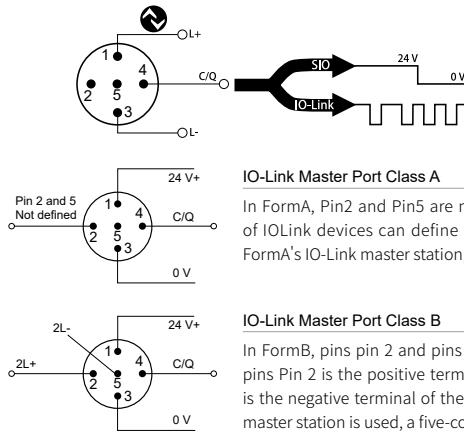 L+
1
4
C/Q
2
5
3
L-
SIO
24 V
0 V
IO-Link
IO-Link Master Port Class A
24 V+
Pin 2 and 5
Not defined
1
4
C/Q
2
5
3
0 V
In FormA, Pin2 and Pin5 are
of IOLink devices can define
FormA's IO-Link master station
IO-Link Master Port Class B
2L-
24 V+
2L+
1
4
C/Q
2
5
3
0 V
In FormB, pins pin 2 and pins
pins Pin 2 is the positive term
is the negative terminal of the
master station is used, a five-co